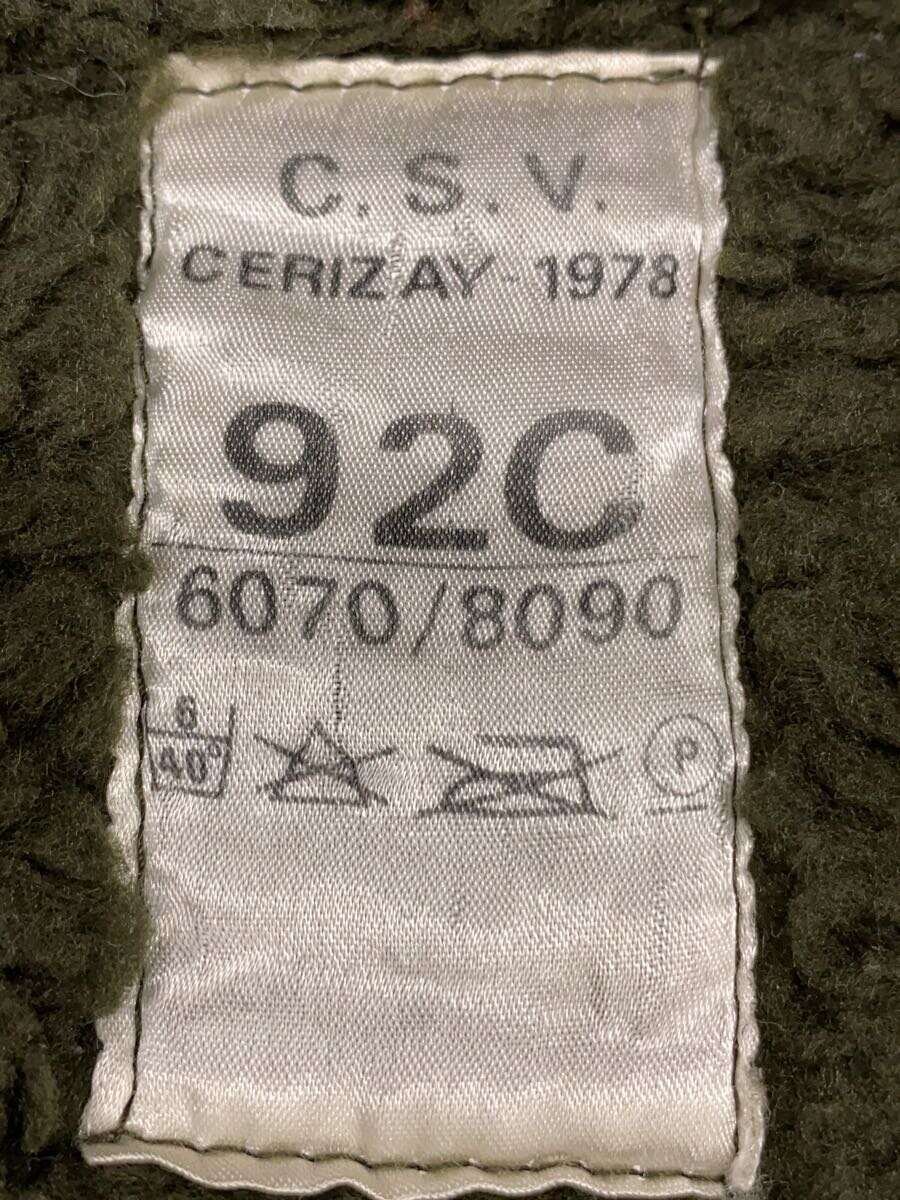 C.S.V.
CERIZAY-1978
92C
6070/8090
6
40°
P